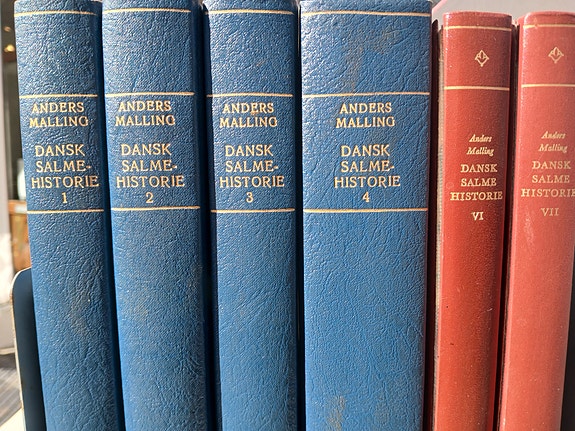 ANDERS
MALLING
DANSK
SALME-
HISTORIE
1
ANDERS
MALLING
DANSK
SALME-
HISTORIE
2
ANDERS
MALLING
DANSK
SALME-
HISTORIE
3
ANDERS
MALLING
DANSK
SALME-
HISTORIE
4
Anders
Malling
DANSK
SALME
HISTORIE
VI
Anders
Malling
DANSK
SALME
HISTORIE
VII